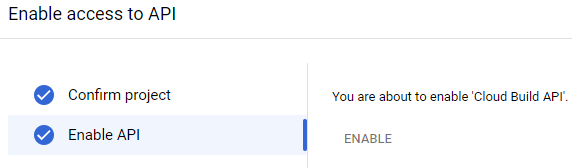 Enable access to API
Confirm project
Enable API
You are about to enable 'Cloud Build API'.
ENABLE